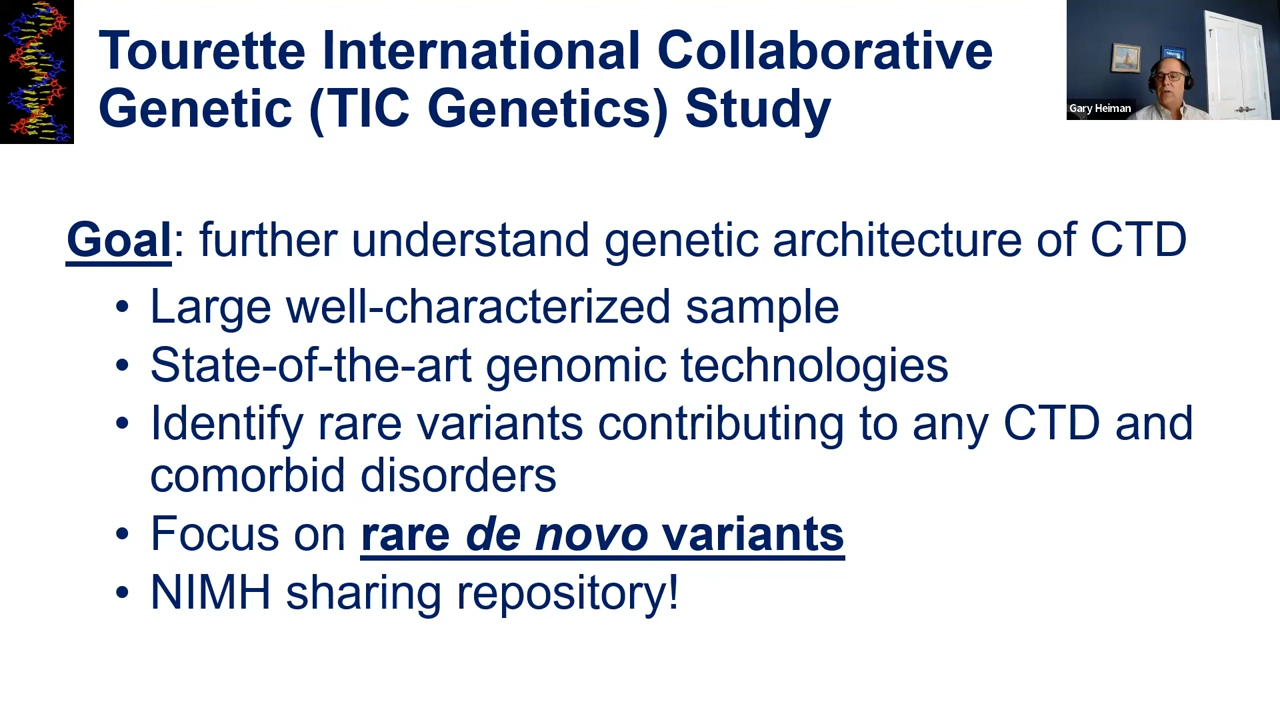 Tourette International Collaborative
Genetic (TIC Genetics) Study
Gary Heiman
Goal: further understand genetic architecture of CTD
• Large well-characterized sample
• State-of-the-art genomic technologies
• Identify rare variants contributing to any CTD and
comorbid disorders
• Focus on rare de novo variants
• NIMH sharing repository!